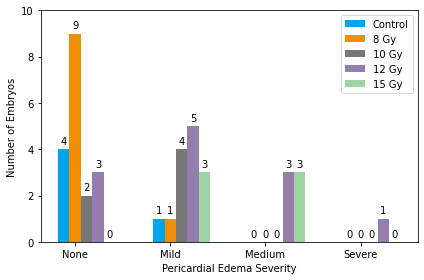 Number of Embryos
10
8
6
4
2
0
Control
8 Gy
10 Gy
12 Gy
15 Gy
4 9 2 3 0
1 1 4 5 3
0 0 0 3 3
0 0 0 1 0
None Mild Medium Severe
Pericardial Edema Severity